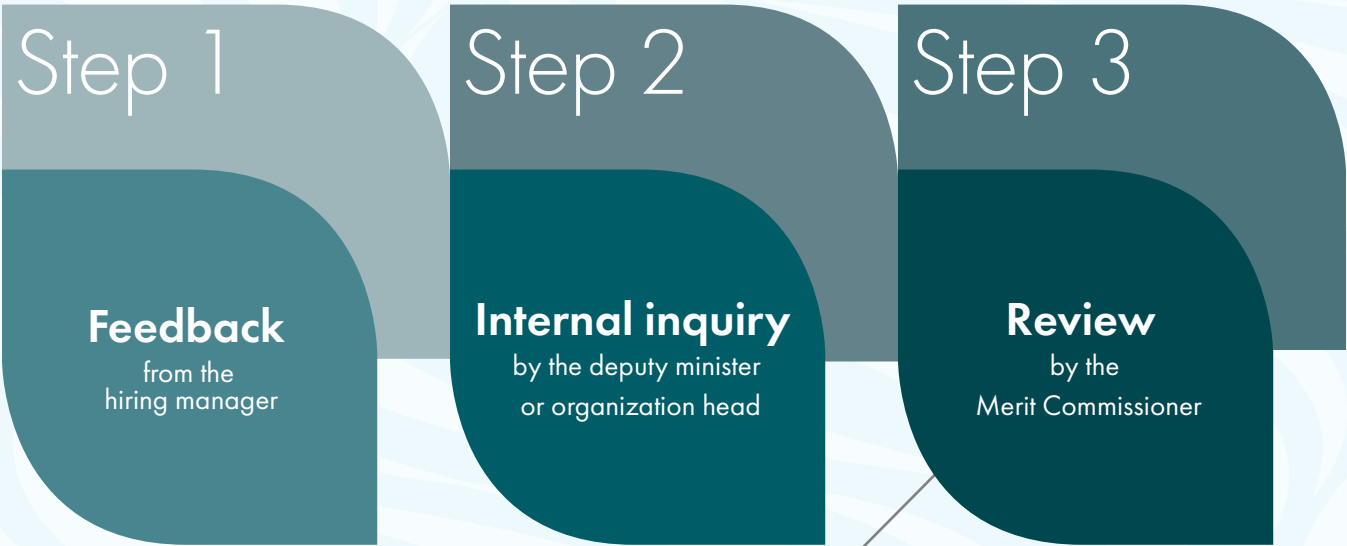 Step 1
Feedback
from the
hiring manager
Step 2
Internal inquiry
by the deputy minister
or organization head
Step 3
Review
by the
Merit Commissioner